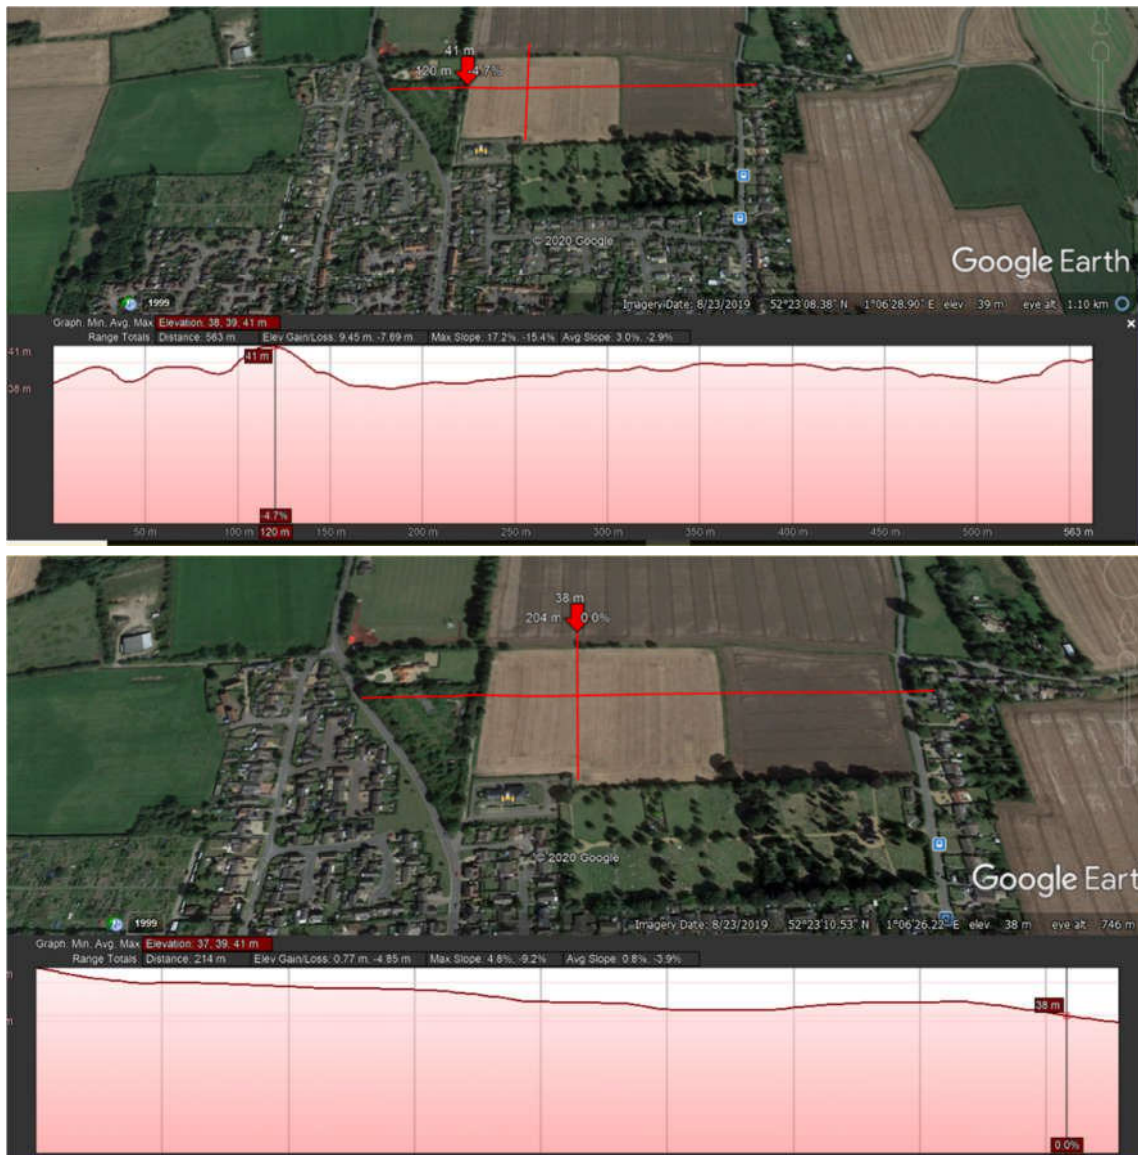 41 m
120 m -4.7%
© 2020 Google
Google Earth
1999
Imagery Date: 8/23/2019 52°23'08.38" N 1°06'28.90" E elev 39 m eye alt 1.10 km
Graph: Min, Avg, Max Elevation: 38, 39, 41 m
Range Totals Distance: 563 m Elev Gain/Loss: 9.45 m, -7.69 m Max Slope: 17.2%, -15.4% Avg Slope: 3.0%, -2.9%
41 m
41 m
38 m
-4.7%
50 m 100 m 120 m 150 m 200 m 250 m 300 m 350 m 400 m 450 m 500 m 563 m
38 m
204 m 0.0%
© 2020 Google
Google Eart
1999
Imagery Date: 8/23/2019 52°23'10.53" N 1°06'26.22" E elev 38 m eye alt 746 m
Graph: Min, Avg, Max Elevation: 37, 39, 41 m
Range Totals Distance: 214 m Elev Gain/Loss: 0.77 m, -4.85 m Max Slope: 4.8%, -9.2% Avg Slope: 0.8%, -3.9%
m
38 m
m
0.0%